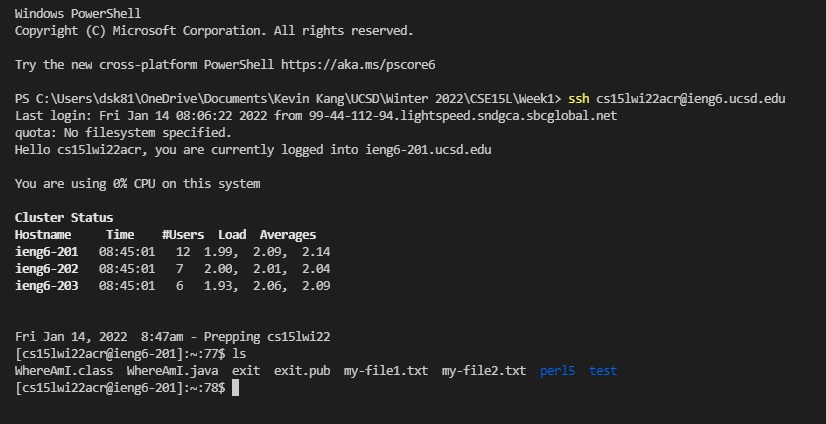 Windows PowerShell
Copyright (C) Microsoft Corporation. All rights reserved.
Try the new cross-platform PowerShell https://aka.ms/pscore6
PS C:\Users\dsk81\OneDrive\Documents\Kevin Kang\UCSD\Winter 2022\CSE15L\Week1> ssh cs15lwi22acr@ieng6.ucsd.edu
Last login: Fri Jan 14 08:06:22 2022 from 99-44-112-94.lightspeed.sndgca.sbcglobal.net
quota: No filesystem specified.
Hello cs15lwi22acr, you are currently logged into ieng6-201.ucsd.edu
You are using 0% CPU on this system
Cluster Status
Hostname     Time    #Users  Load  Averages
ieng6-201   08:45:01   12  1.99,  2.09,  2.14
ieng6-202   08:45:01   7   2.00,  2.01,  2.04
ieng6-203   08:45:01   6   1.93,  2.06,  2.09
Fri Jan 14, 2022  8:47am - Prepping cs15lwi22
[cs15lwi22acr@ieng6-201]:~:77$ ls
WhereAmI.class  WhereAmI.java  exit  exit.pub  my-file1.txt  my-file2.txt  perl5  test
[cs15lwi22acr@ieng6-201]:~:78$